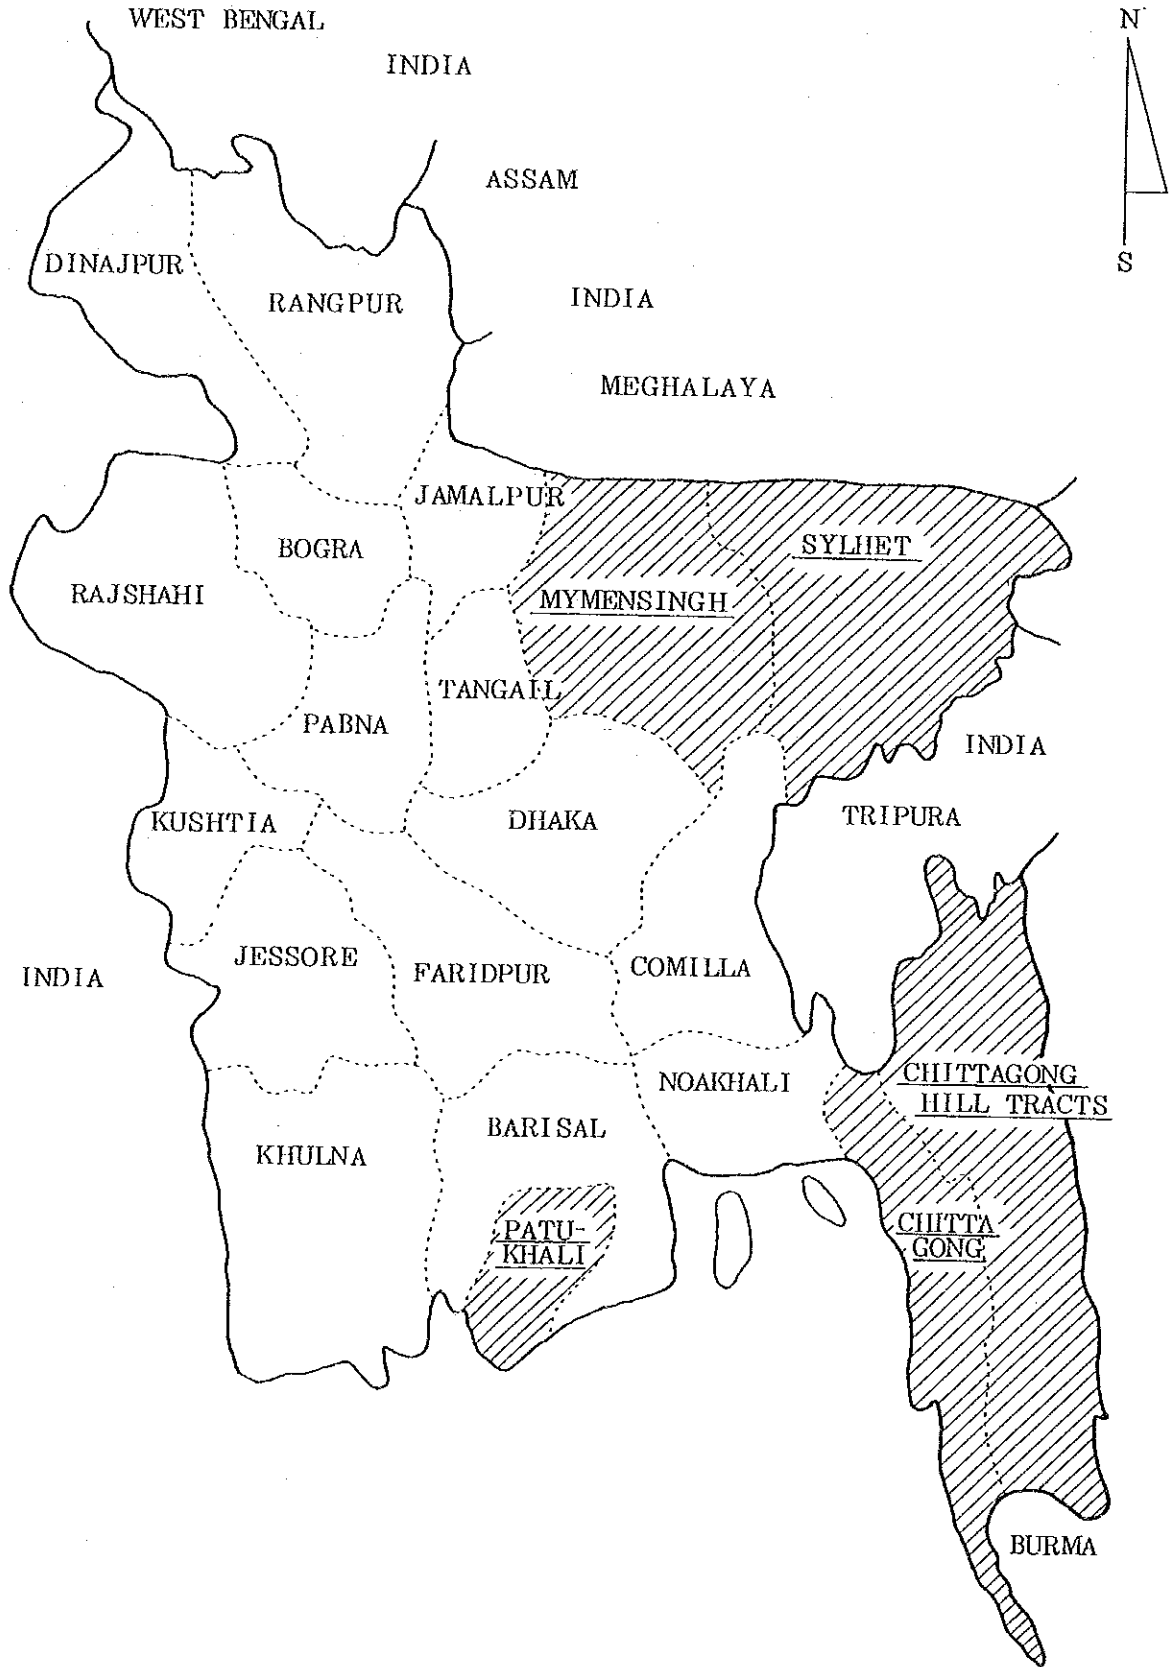 WEST BENGAL
N
INDIA
ASSAM
DINAJPUR
S
RANGPUR
INDIA
MEGHALAYA
JAMALPUR
BOGRA
SYLHET
RAJSHAHI
MYMENSINGH
TANGAIL
PABNA
INDIA
KUSHTIA
DHAKA
TRIPURA
JESSORE
INDIA
FARIDPUR
COMILLA
NOAKHALI
CHITTAGONG
HILL TRACTS
BARISAL
KHULNA
PATU-
KHALI
CHITTA
GONG
BURMA